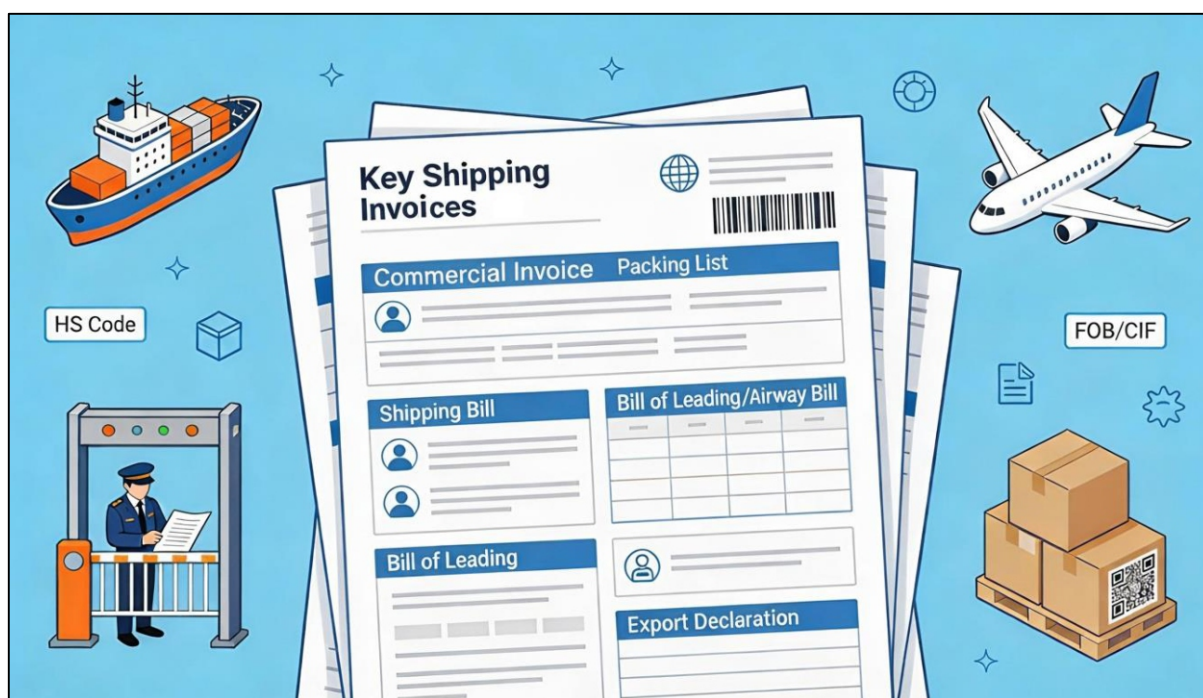 Key Shipping
Invoices
Commercial Invoice Packing List
HS Code
FOB/CIF
Shipping Bill
Bill of Leading/Airway Bill
Bill of Leading
Export Declaration